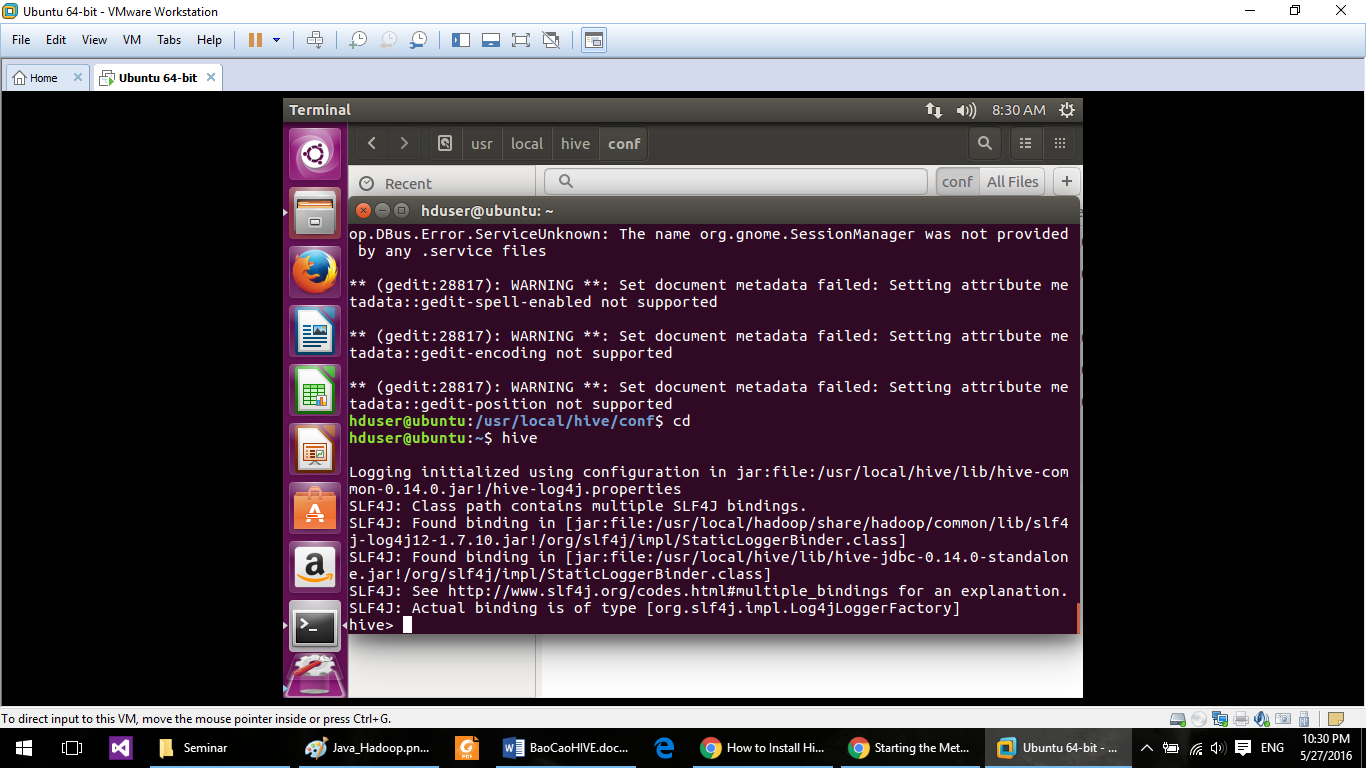 Ubuntu 64-bit - VMware Workstation
File Edit View VM Tabs Help
Home Ubuntu 64-bit
Terminal 8:30 AM
usr local hive conf
Recent conf All Files
hduser@ubuntu: ~
op.DBus.Error.ServiceUnknown: The name org.gnome.SessionManager was not provided
by any .service files
** (gedit:28817): WARNING **: Set document metadata failed: Setting attribute me
tadata::gedit-spell-enabled not supported
** (gedit:28817): WARNING **: Set document metadata failed: Setting attribute me
tadata::gedit-encoding not supported
** (gedit:28817): WARNING **: Set document metadata failed: Setting attribute me
tadata::gedit-position not supported
hduser@ubuntu:/usr/local/hive/conf$ cd
hduser@ubuntu:~$ hive
Logging initialized using configuration in jar:file:/usr/local/hive/lib/hive-com
mon-0.14.0.jar!/hive-log4j.properties
SLF4J: Class path contains multiple SLF4J bindings.
SLF4J: Found binding in [jar:file:/usr/local/hadoop/share/hadoop/common/lib/slf4
j-log4j12-1.7.10.jar!/org/slf4j/impl/StaticLoggerBinder.class]
SLF4J: Found binding in [jar:file:/usr/local/hive/lib/hive-jdbc-0.14.0-standalon
e.jar!/org/slf4j/impl/StaticLoggerBinder.class]
SLF4J: See http://www.slf4j.org/codes.html#multiple_bindings for an explanation.
SLF4J: Actual binding is of type [org.slf4j.impl.Log4jLoggerFactory]
hive>
To direct input to this VM, move the mouse pointer inside or press Ctrl+G.
Seminar Java_Hadoop.pn... BaoCaoHIVE.doc... How to Install Hi... Starting the Met... Ubuntu 64-bit - ... ENG 10:30 PM
5/27/2016